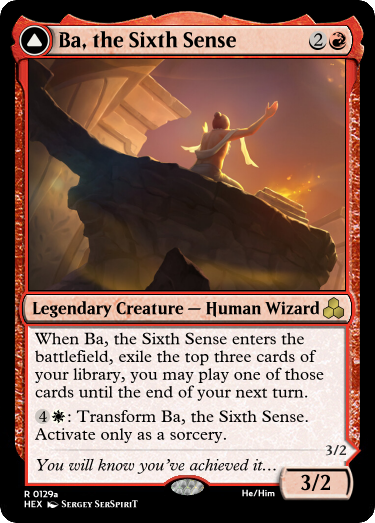 Ba, the Sixth Sense 2
Legendary Creature — Human Wizard
When Ba, the Sixth Sense enters the
battlefield, exile the top three cards of
your library, you may play one of those
cards until the end of your next turn.
4: Transform Ba, the Sixth Sense.
Activate only as a sorcery.
3/2
You will know you've achieved it...
3/2
R 0129a
HEX Sergey SerSpiriT
He/Him